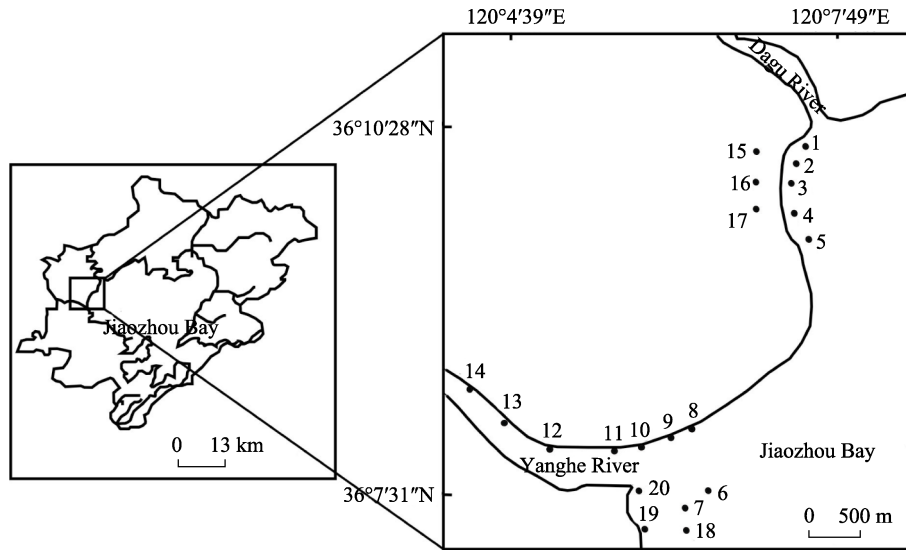 120°4′39″E
120°7′49″E
Dagu River
36°10′28″N
1
15
2
16
3
17
4
5
Jiaozhou Bay
14
13
12
11
10
9
8
0 13 km
Yanghe River
Jiaozhou Bay
36°7′31″N
20
6
7
19
18
0 500 m